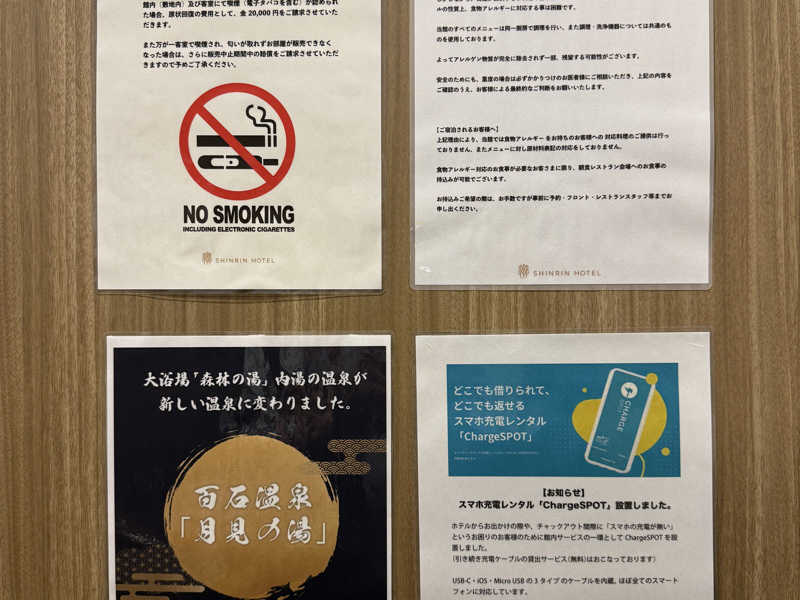 館内（敷地内）及び客室にて喫煙（電子タバコを含む）が認められ
た場合、原状回復の費用として、金 20,000 円をご請求させていた
だきます。
また万が一客室で喫煙され、匂いが取れずお部屋が販売できなく
なった場合は、さらに販売中止期間中の賠償をご請求させていただ
きますので予めご了承ください。
NO SMOKING
INCLUDING ELECTRONIC CIGARETTES
SHINRIN HOTEL
ルの性質上、食物アレルギーに対応する事は困難です。
当館のすべてのメニューは同一厨房で調理を行い、また調理・洗浄機器については共通のも
のを使用しております。
よってアレルゲン物質が完全に除去されず一部、残留する可能性がございます。
安全のためにも、重度の場合は必ずかかりつけのお医者様にご相談いただき、上記の内容を
ご確認のうえ、お客様による最終的なご判断をお願いいたします。
【ご宿泊されるお客様へ】
上記理由により、当館では食物アレルギーをお持ちのお客様への対応料理のご提供は行っ
ておりません、またメニューに対し原材料表記の対応をしておりません。
食物アレルギー対応のお食事が必要なお客さまに限り、朝食レストラン会場へのお食事の
持込みが可能でございます。
お持込みご希望の際は、お手数ですが事前に予約・フロント・レストランスタッフ等までお
申し出ください。
SHINRIN HOTEL
大浴場「森林の湯」内湯の温泉が
新しい温泉に変わりました。
百石温泉
「月見の湯」
どこでも借りられて、
どこでも返せる
スマホ充電レンタル
「ChargeSPOT」
CHARGE
【お知らせ】
スマホ充電レンタル「ChargeSPOT」設置しました。
ホテルからお出かけの際や、チェックアウト間際に「スマホの充電が無い」
というお困りのお客様のために館内サービスの一環として ChargeSPOT を設
置しました。
（引き続き充電ケーブルの貸出サービス（無料）はおこなっております）
USB-C・iOS・Micro USB の 3 タイプのケーブルを内蔵。ほぼ全てのスマート
フォンに対応しています。